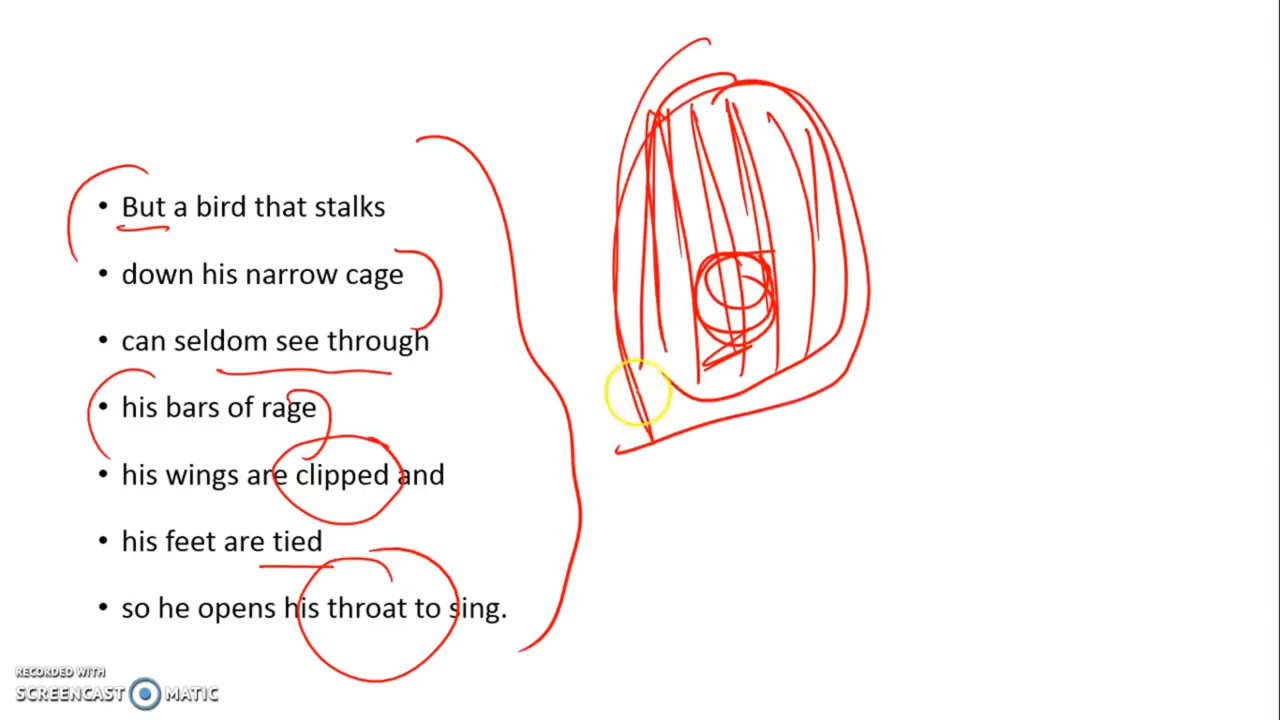 • But a bird that stalks
• down his narrow cage
• can seldom see through
• his bars of rage
• his wings are clipped and
• his feet are tied
• so he opens his throat to sing.
RECORDED WITH
SCREENCAST MATIC